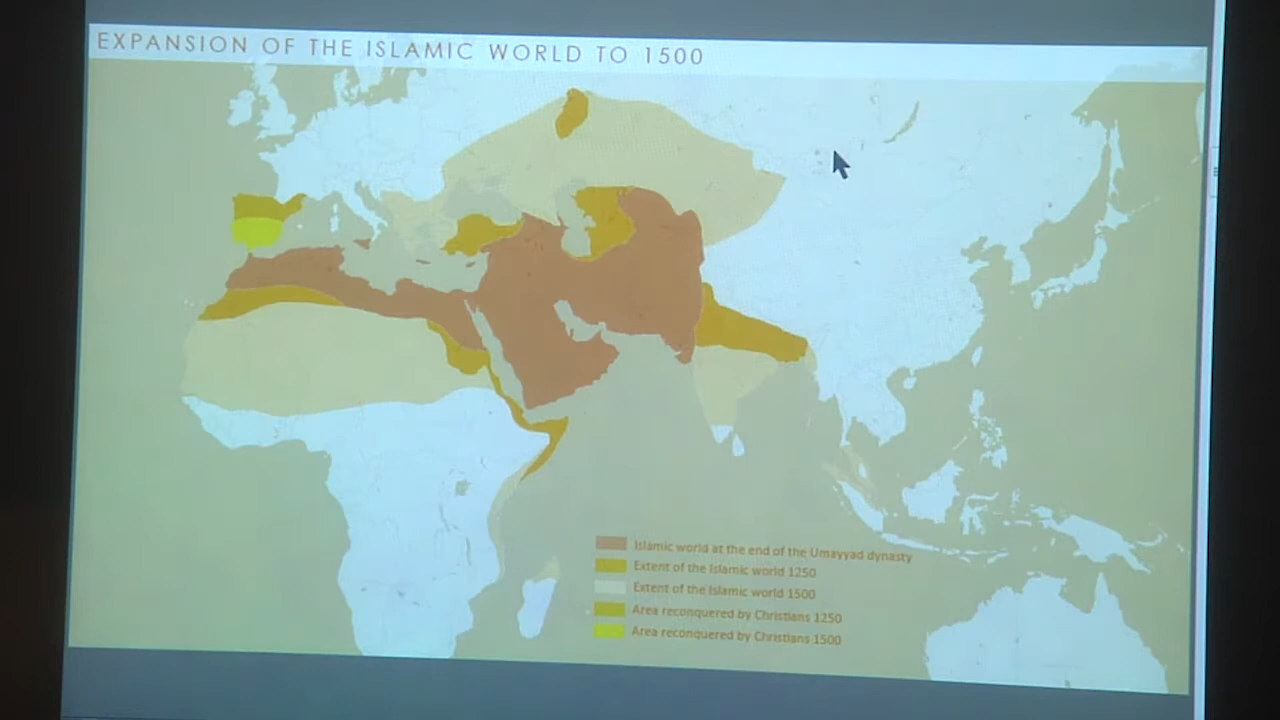 EXPANSION OF THE ISLAMIC WORLD TO 1500
Islamic world at the end of the Umayyad dynasty
Extent of the Islamic world 1250
Extent of the Islamic world 1500
Area reconquered by Christians 1250
Area reconquered by Christians 1500